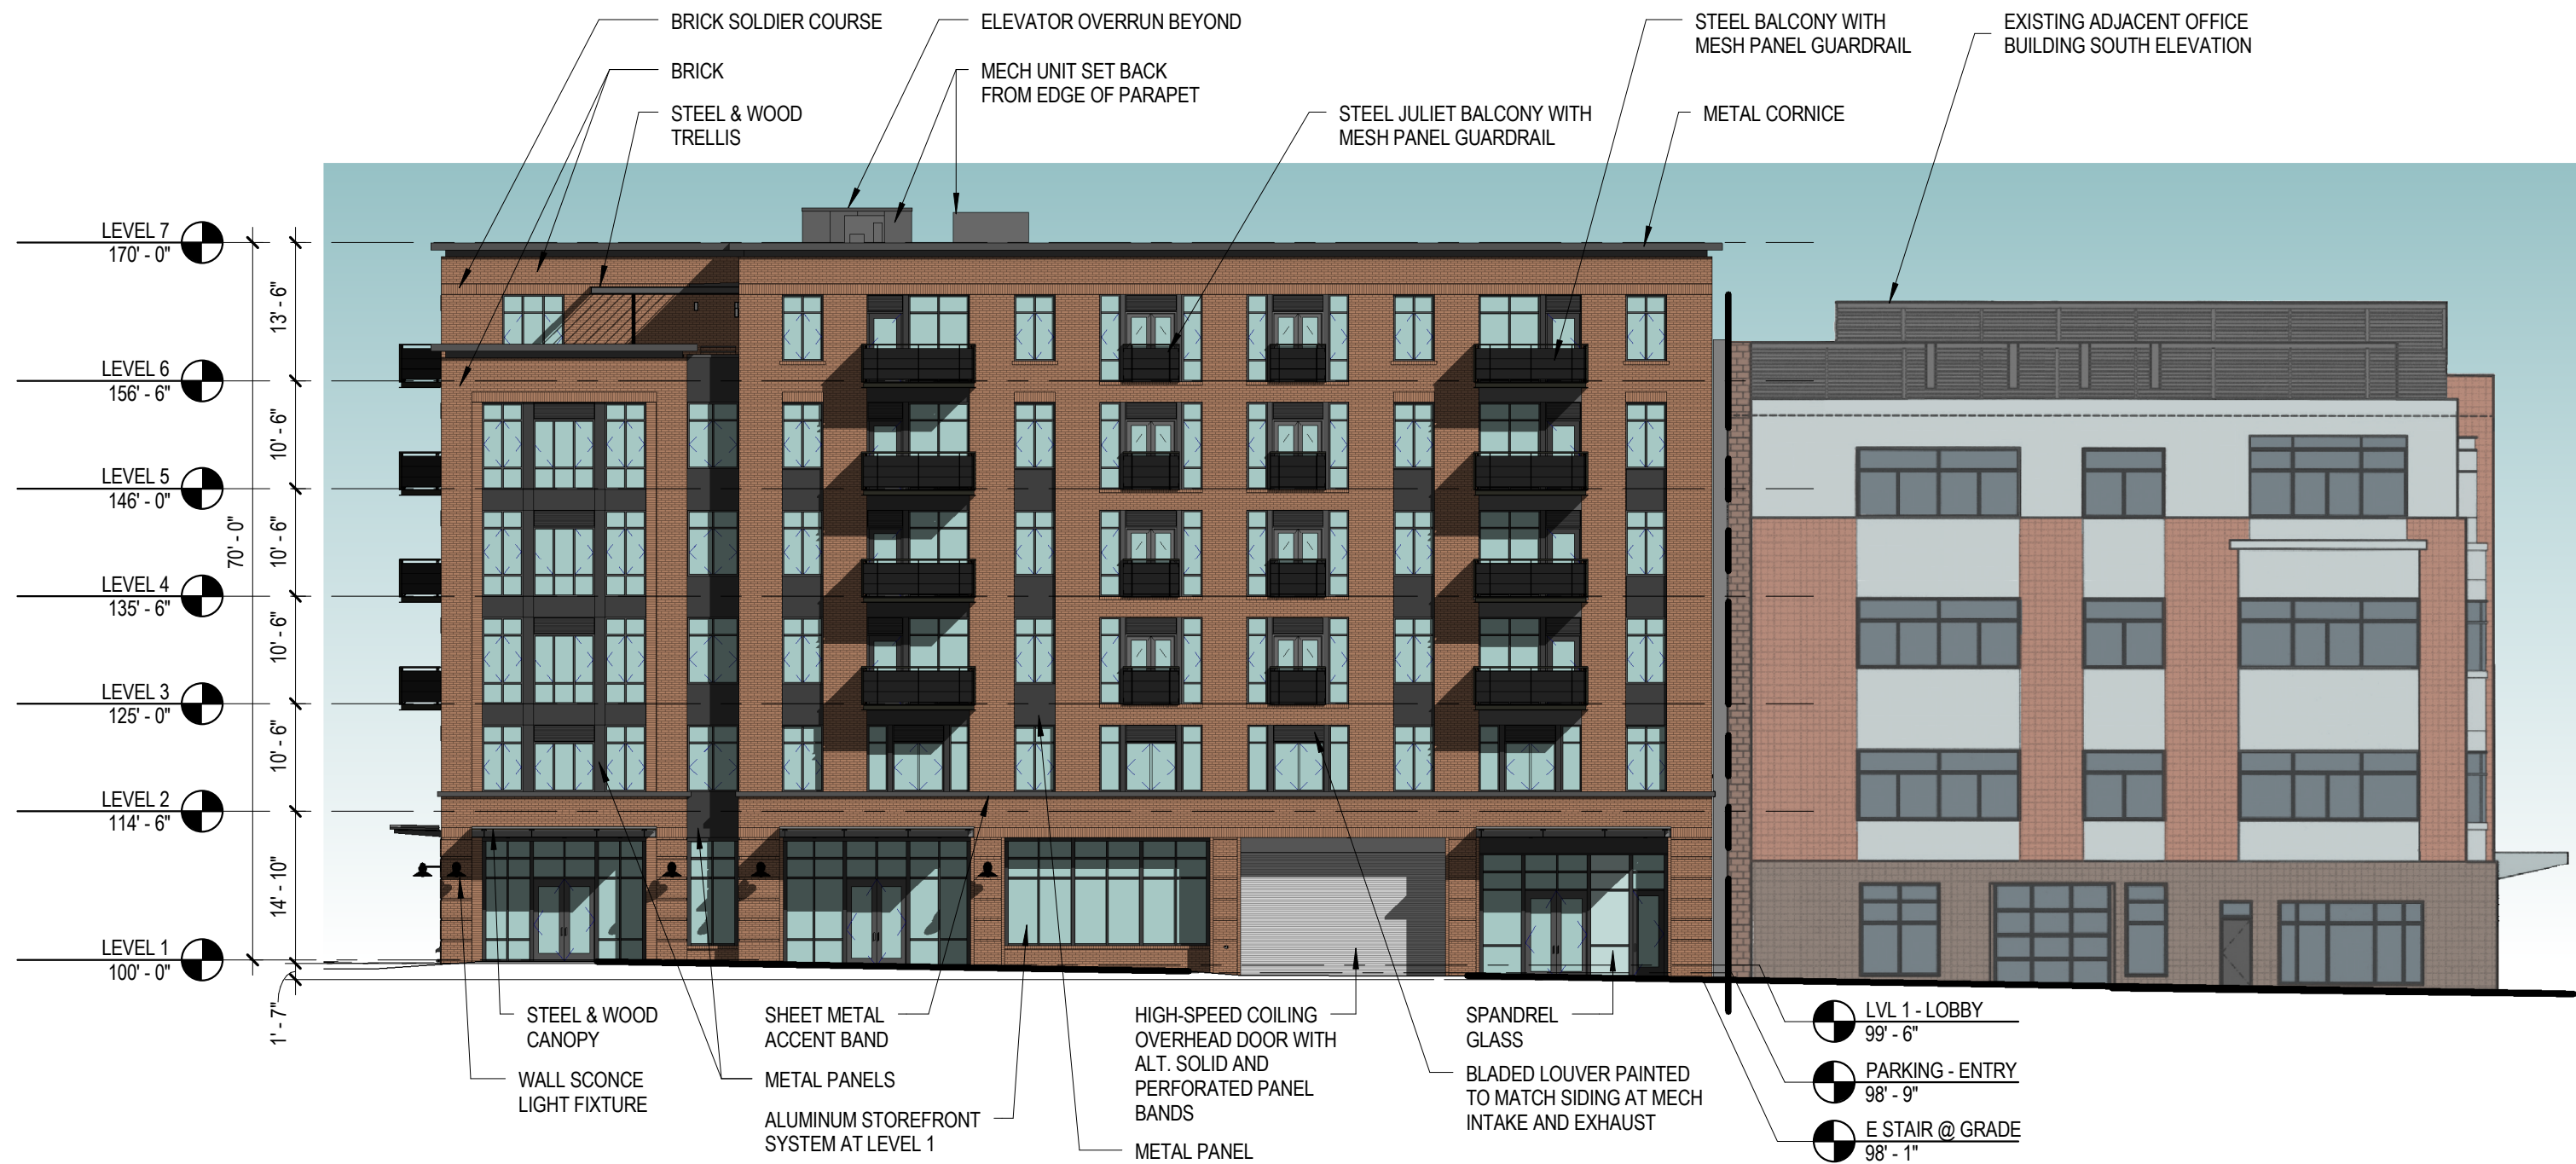 BRICK SOLDIER COURSE
BRICK
STEEL & WOOD
TRELLIS
ELEVATOR OVERRUN BEYOND
MECH UNIT SET BACK
FROM EDGE OF PARAPET
STEEL JULIET BALCONY WITH
MESH PANEL GUARDRAIL
STEEL BALCONY WITH
MESH PANEL GUARDRAIL
METAL CORNICE
EXISTING ADJACENT OFFICE
BUILDING SOUTH ELEVATION
LEVEL 7
170' - 0"
13' - 6"
LEVEL 6
156' - 6"
10' - 6"
LEVEL 5
146' - 0"
70' - 0"
10' - 6"
LEVEL 4
135' - 6"
10' - 6"
LEVEL 3
125' - 0"
10' - 6"
LEVEL 2
114' - 6"
14' - 10"
LEVEL 1
100' - 0"
1' - 7"
STEEL & WOOD
CANOPY
WALL SCONCE
LIGHT FIXTURE
SHEET METAL
ACCENT BAND
METAL PANELS
ALUMINUM STOREFRONT
SYSTEM AT LEVEL 1
HIGH-SPEED COILING
OVERHEAD DOOR WITH
ALT. SOLID AND
PERFORATED PANEL
BANDS
METAL PANEL
SPANDREL
GLASS
BLADED LOUVER PAINTED
TO MATCH SIDING AT MECH
INTAKE AND EXHAUST
LVL 1 - LOBBY
99' - 6"
PARKING - ENTRY
98' - 9"
E STAIR @ GRADE
98' - 1"